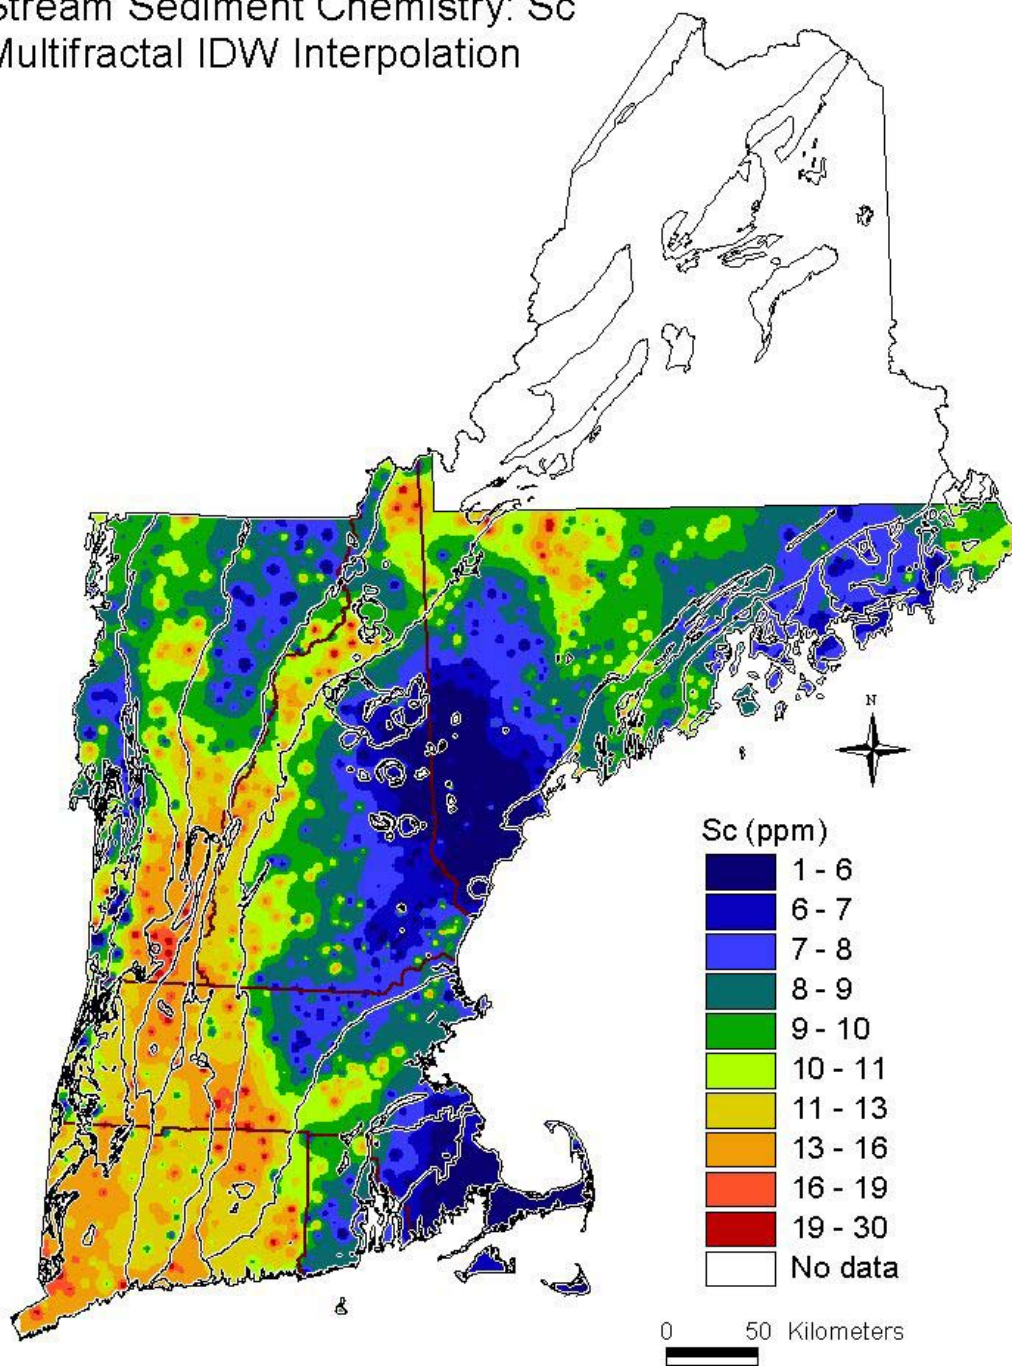 Stream Sediment Chemistry: Sc
Multifractal IDW Interpolation
N
Sc (ppm)
1 - 6
6 - 7
7 - 8
8 - 9
9 - 10
10 - 11
11 - 13
13 - 16
16 - 19
19 - 30
No data
0 50 Kilometers